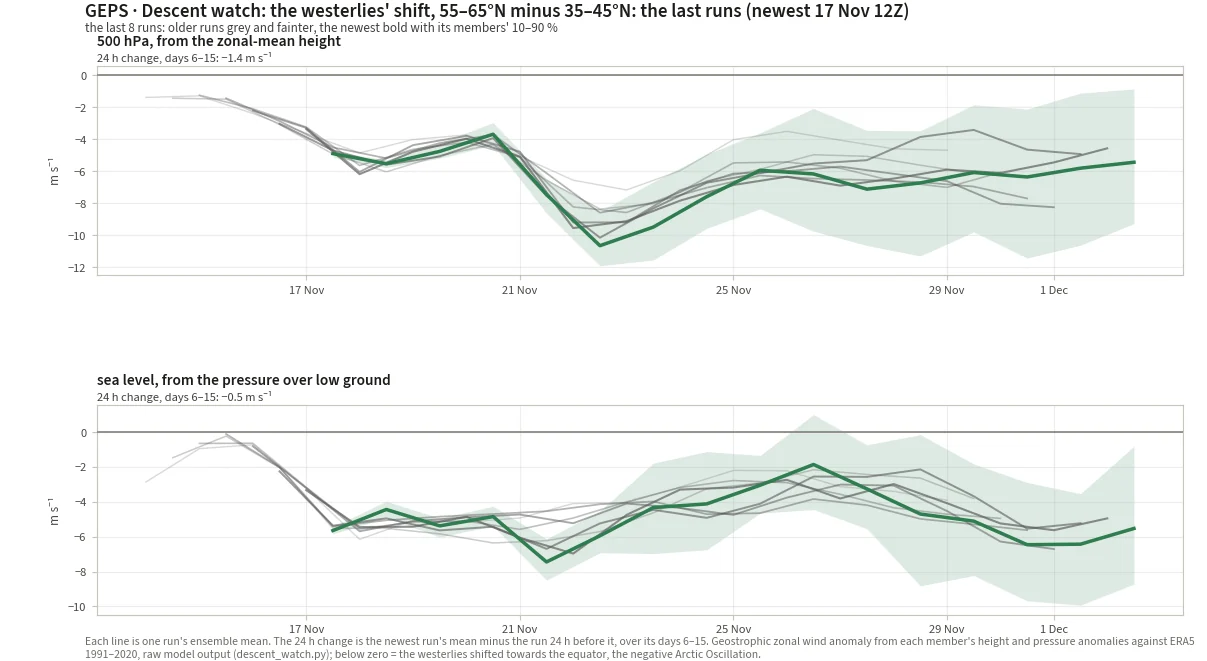 GEPS · Descent watch: the westerlies' shift, 55–65°N minus 35–45°N: the last runs (newest 17 Nov 12Z)
the last 8 runs: older runs grey and fainter, the newest bold with its members' 10–90 %
500 hPa, from the zonal-mean height
24 h change, days 6–15: −1.4 m s⁻¹
0
−2
−4
−6
−8
−10
−12
m s⁻¹
17 Nov 21 Nov 25 Nov 29 Nov 1 Dec
sea level, from the pressure over low ground
24 h change, days 6–15: −0.5 m s⁻¹
0
−2
−4
−6
−8
−10
m s⁻¹
17 Nov 21 Nov 25 Nov 29 Nov 1 Dec
Each line is one run's ensemble mean. The 24 h change is the newest run's mean minus the run 24 h before it, over its days 6–15. Geostrophic zonal wind anomaly from each member's height and pressure anomalies against ERA5
1991–2020, raw model output (descent_watch.py); below zero = the westerlies shifted towards the equator, the negative Arctic Oscillation.